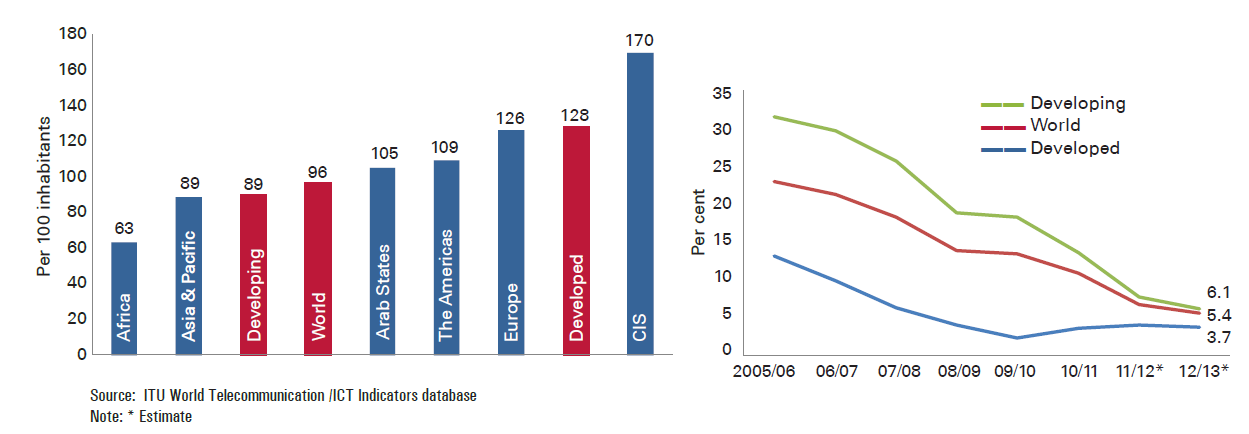 180
160
140
120
100
80
60
40
20
0
Per 100 inhabitants
63
89
89
96
105
109
126
128
170
Africa
Asia & Pacific
Developing
World
Arab States
The Americas
Europe
Developed
CIS
Source: ITU World Telecommunication /ICT Indicators database
Note: * Estimate
35
30
25
20
15
10
5
0
Per cent
Developing
World
Developed
6.1
5.4
3.7
2005/06 06/07 07/08 08/09 09/10 10/11 11/12* 12/13*